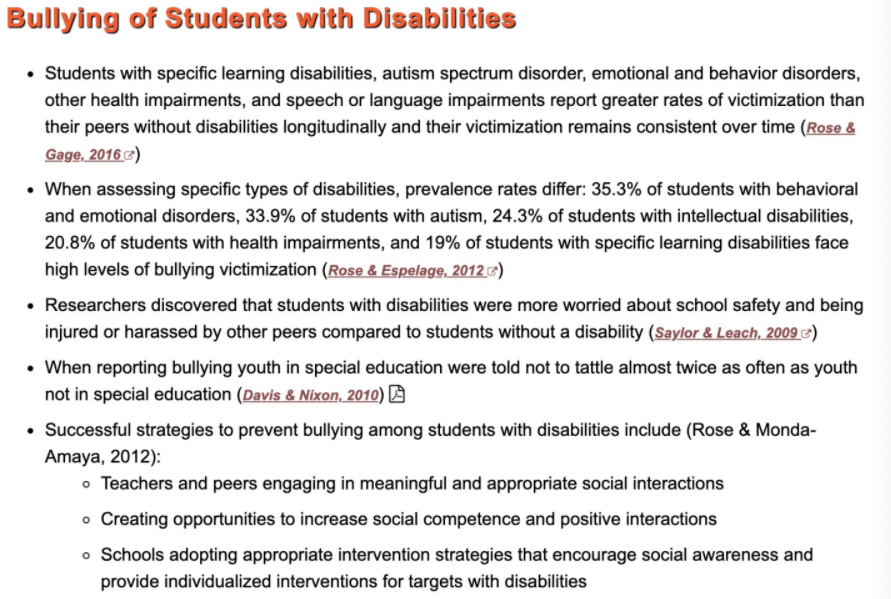 Bullying of Students with Disabilities
• Students with specific learning disabilities, autism spectrum disorder, emotional and behavior disorders,
other health impairments, and speech or language impairments report greater rates of victimization than
their peers without disabilities longitudinally and their victimization remains consistent over time (Rose &
Gage, 2016)
• When assessing specific types of disabilities, prevalence rates differ: 35.3% of students with behavioral
and emotional disorders, 33.9% of students with autism, 24.3% of students with intellectual disabilities,
20.8% of students with health impairments, and 19% of students with specific learning disabilities face
high levels of bullying victimization (Rose & Espelage, 2012)
• Researchers discovered that students with disabilities were more worried about school safety and being
injured or harassed by other peers compared to students without a disability (Saylor & Leach, 2009)
• When reporting bullying youth in special education were told not to tattle almost twice as often as youth
not in special education (Davis & Nixon, 2010)
• Successful strategies to prevent bullying among students with disabilities include (Rose & Monda-
Amaya, 2012):
◦ Teachers and peers engaging in meaningful and appropriate social interactions
◦ Creating opportunities to increase social competence and positive interactions
◦ Schools adopting appropriate intervention strategies that encourage social awareness and
provide individualized interventions for targets with disabilities